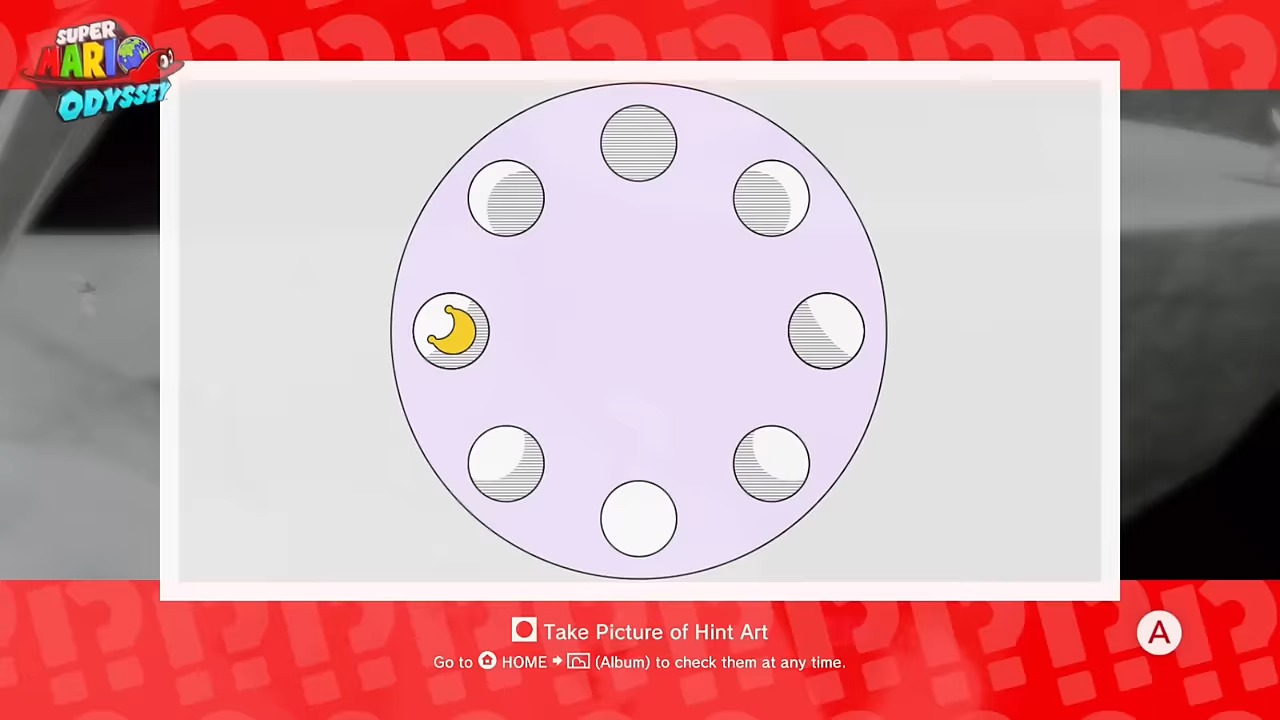 SUPER
MARIO
ODYSSEY
Take Picture of Hint Art
A
Go to HOME (Album) to check them at any time.